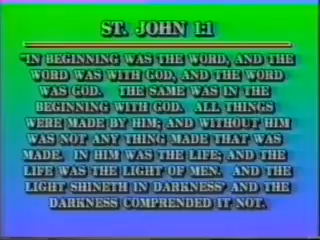 ST. JOHN 1:1
"IN BEGINNING WAS THE WORD, AND THE
WORD WAS WITH GOD, AND THE WORD
WAS GOD. THE SAME WAS IN THE
BEGINNING WITH GOD. ALL THINGS
WERE MADE BY HIM; AND WITHOUT HIM
WAS NOT ANY THING MADE THAT WAS
MADE. IN HIM WAS THE LIFE; AND THE
LIFE WAS THE LIGHT OF MEN. AND THE
LIGHT SHINETH IN DARKNESS' AND THE
DARKNESS COMPRENDED IT NOT.